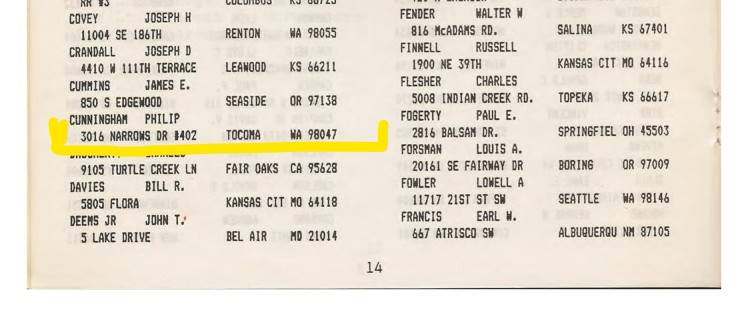 RR #3 COLUMBUS KS 66725
COVEY JOSEPH H
11004 SE 186TH RENTON WA 98055
CRANDALL JOSEPH D
4410 W 111TH TERRACE LEAWOOD KS 66211
CUMMINS JAMES E.
850 S EDGEWOOD SEASIDE OR 97138
CUNNINGHAM PHILIP
3016 NARROWS DR #402 TOCOMA WA 98047
9105 TURTLE CREEK LN FAIR OAKS CA 95628
DAVIES BILL R.
5805 FLORA KANSAS CIT MO 64118
DEEMS JR JOHN T.
5 LAKE DRIVE BEL AIR MD 21014
FENDER WALTER W
816 McADAMS RD. SALINA KS 67401
FINNELL RUSSELL
1900 NE 39TH KANSAS CIT MO 64116
FLESHER CHARLES
5008 INDIAN CREEK RD. TOPEKA KS 66617
FOGERTY PAUL E.
2816 BALSAM DR. SPRINGFIEL OH 45503
FORSMAN LOUIS A.
20161 SE FAIRWAY DR BORING OR 97009
FOWLER LOWELL A
11717 21ST ST SW SEATTLE WA 98146
FRANCIS EARL W.
667 ATRISCO SW ALBUQUERQU NM 87105
14